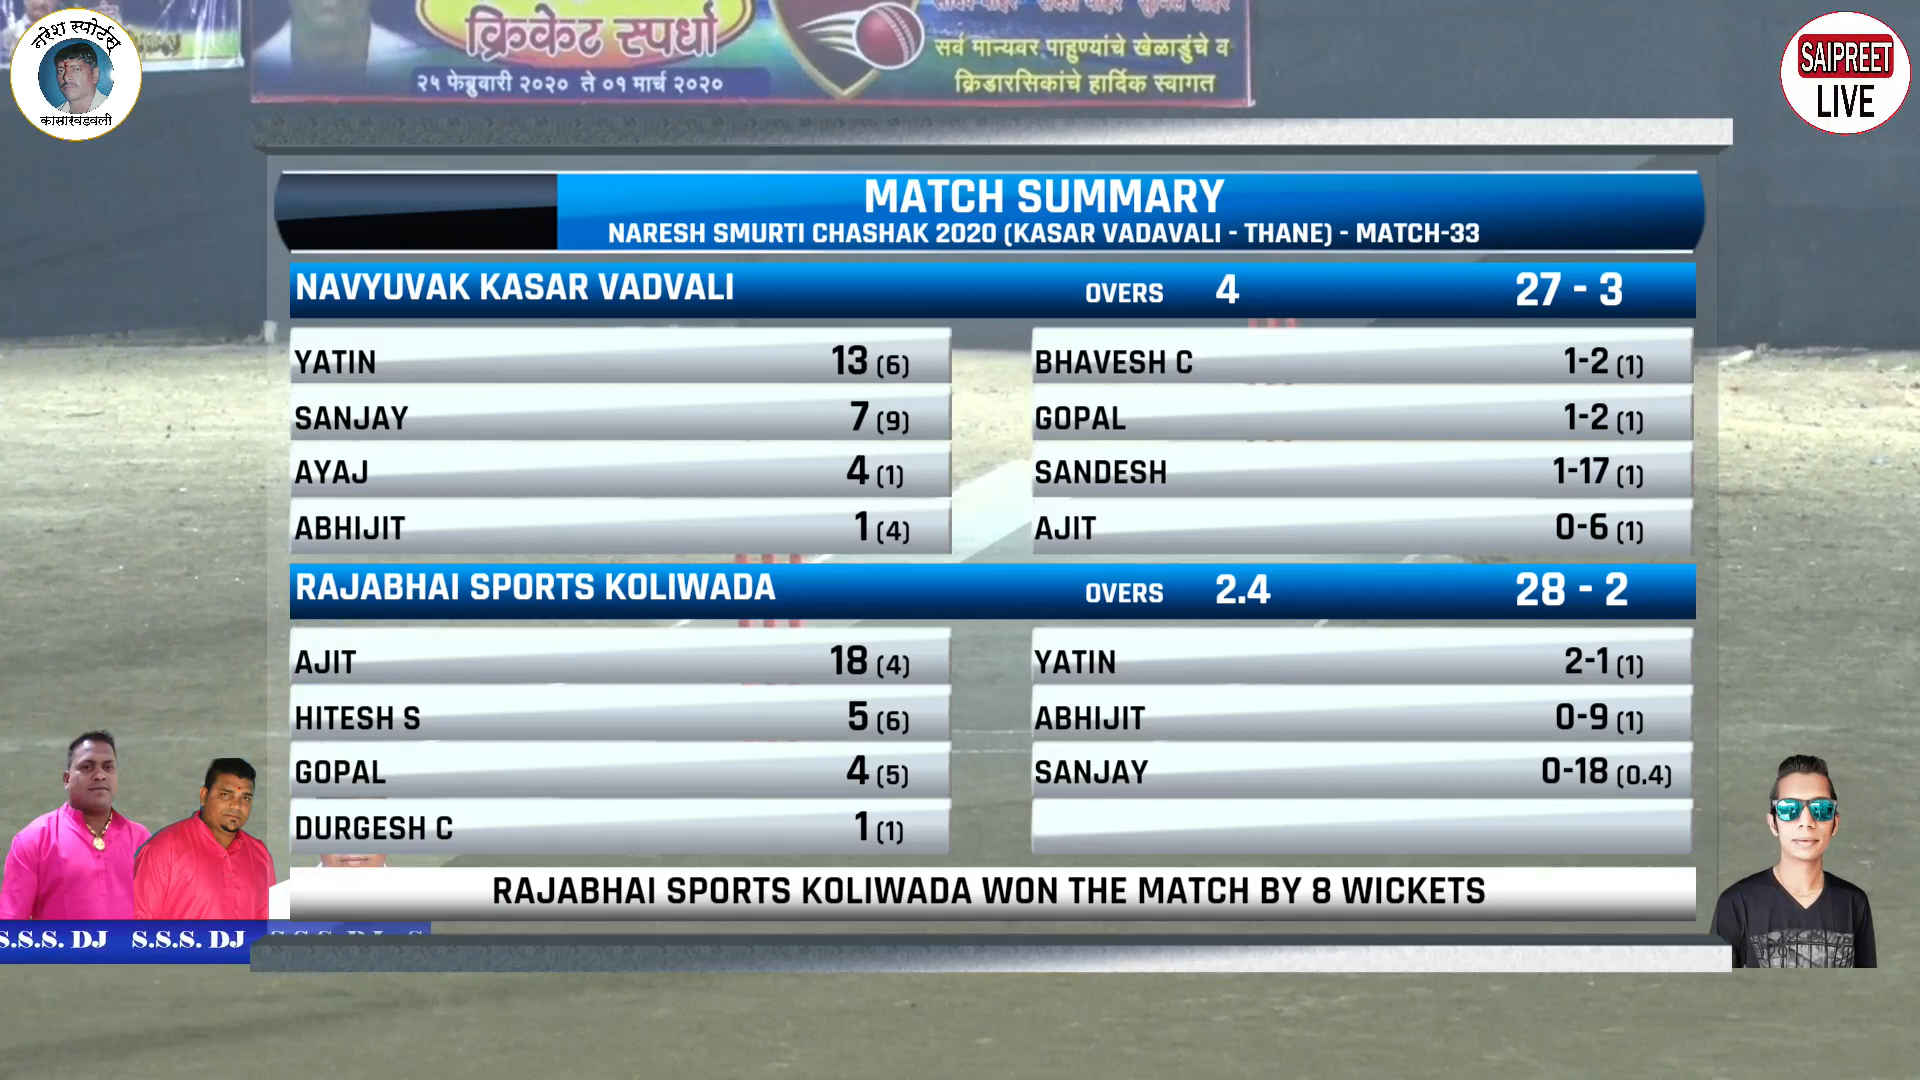 नरेश स्पोर्टस्
कासारवडवली
क्रिकेट स्पर्धा
२५ फेब्रुवारी २०२० ते ०१ मार्च २०२०
सर्व मान्यवर पाहुण्यांचे खेळाडुंचे व
क्रिडारसिकांचे हार्दिक स्वागत
SAIPREET
LIVE
MATCH SUMMARY
NARESH SMURTI CHASHAK 2020 (KASAR VADAVALI - THANE) - MATCH-33
NAVYUVAK KASAR VADVALI OVERS 4 27 - 3
YATIN 13 (6) BHAVESH C 1-2 (1)
SANJAY 7 (9) GOPAL 1-2 (1)
AYAJ 4 (1) SANDESH 1-17 (1)
ABHIJIT 1 (4) AJIT 0-6 (1)
RAJABHAI SPORTS KOLIWADA OVERS 2.4 28 - 2
AJIT 18 (4) YATIN 2-1 (1)
HITESH S 5 (6) ABHIJIT 0-9 (1)
GOPAL 4 (5) SANJAY 0-18 (0.4)
DURGESH C 1 (1)
RAJABHAI SPORTS KOLIWADA WON THE MATCH BY 8 WICKETS
S.S.S. DJ S.S.S. DJ